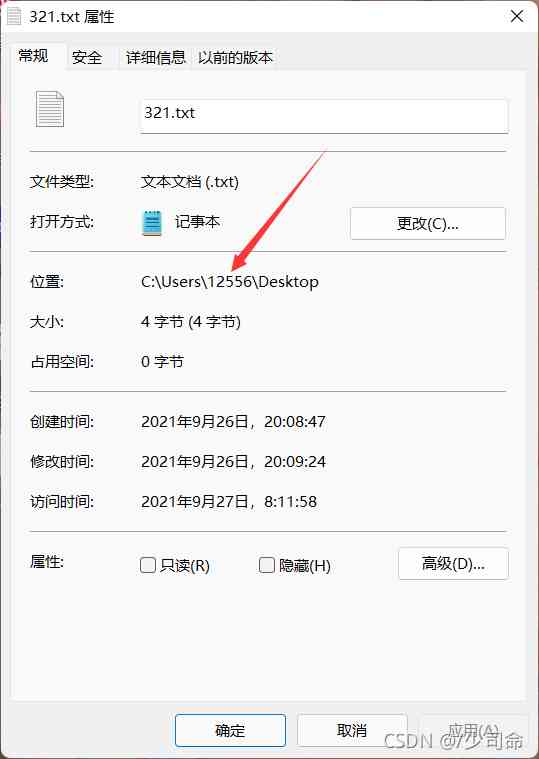 321.txt 属性
常规 安全 详细信息 以前的版本
321.txt
文件类型: 文本文档 (.txt)
打开方式: 记事本 更改(C)...
位置: C:\Users\12556\Desktop
大小: 4 字节 (4 字节)
占用空间: 0 字节
创建时间: 2021年9月26日，20:08:47
修改时间: 2021年9月26日，20:09:24
访问时间: 2021年9月27日，8:11:58
属性: 只读(R) 隐藏(H) 高级(D)...
确定 取消 应用(A)
CSDN @7少司命